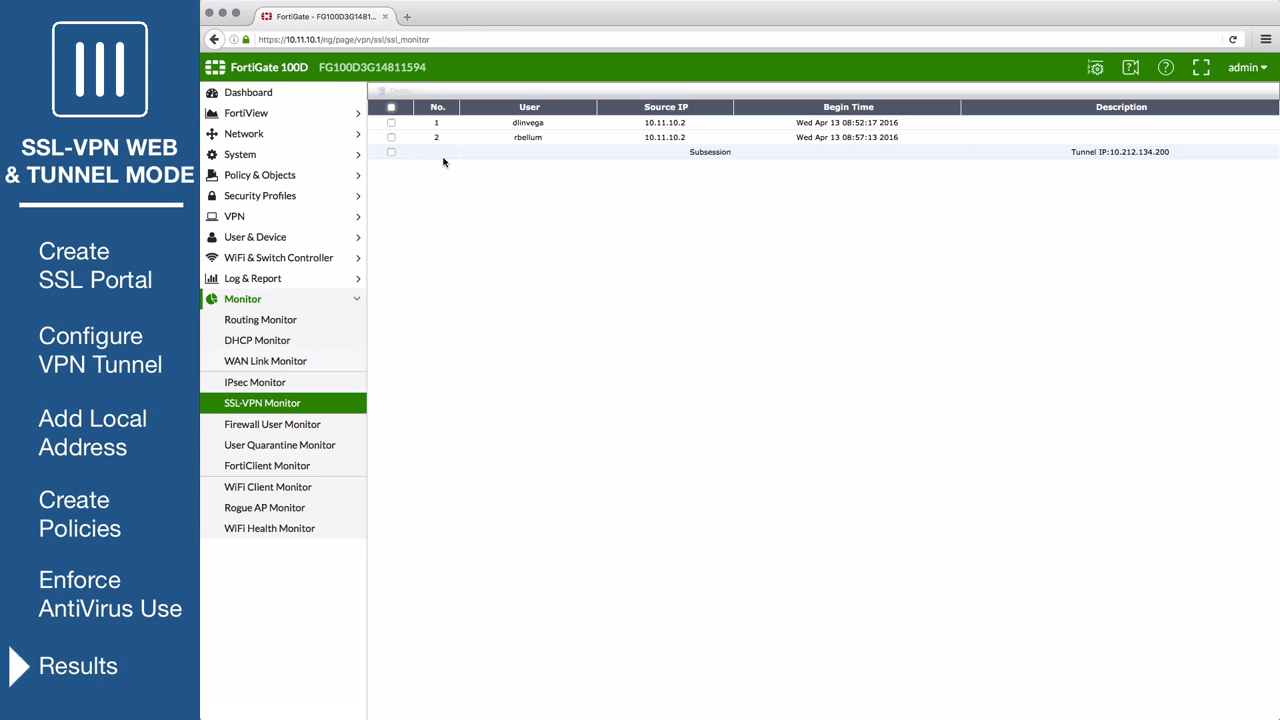 SSL-VPN WEB
& TUNNEL MODE
Create
SSL Portal
Configure
VPN Tunnel
Add Local
Address
Create
Policies
Enforce
AntiVirus Use
Results
FortiGate - FG100D3G1481...
https://10.11.10.1/ng/page/vpn/ssl/ssl_monitor
FortiGate 100D FG100D3G14811594
admin
Dashboard
FortiView
Network
System
Policy & Objects
Security Profiles
VPN
User & Device
WiFi & Switch Controller
Log & Report
Monitor
Routing Monitor
DHCP Monitor
WAN Link Monitor
IPsec Monitor
SSL-VPN Monitor
Firewall User Monitor
User Quarantine Monitor
FortiClient Monitor
WiFi Client Monitor
Rogue AP Monitor
WiFi Health Monitor
Delete
No. User Source IP Begin Time Description
1 dlinvega 10.11.10.2 Wed Apr 13 08:52:17 2016
2 rbellum 10.11.10.2 Wed Apr 13 08:57:13 2016
Subsession Tunnel IP:10.212.134.200